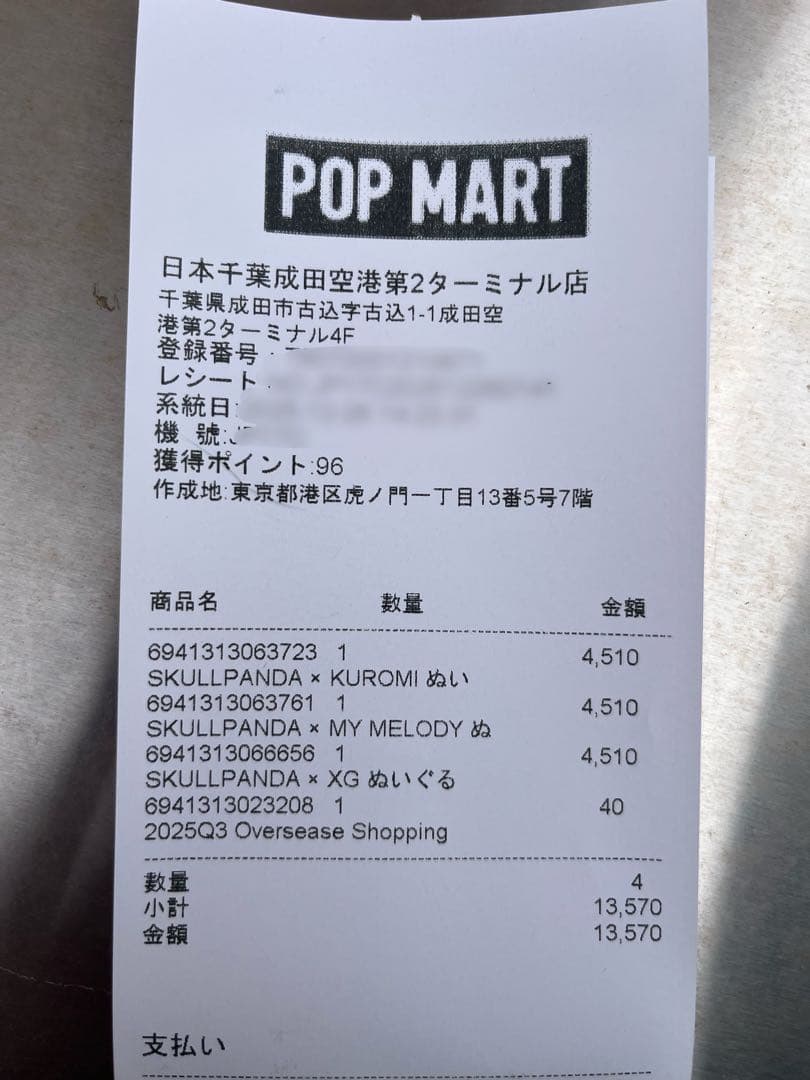 POP MART
日本千葉成田空港第2ターミナル店
千葉県成田市古込字古込1-1成田空
港第2ターミナル4F
登録番号:
レシート:
系統日:
機 號:
獲得ポイント:96
作成地:東京都港区虎ノ門一丁目13番5号7階
商品名 數量 金額
6941313063723 1 4,510
SKULLPANDA × KUROMI ぬい
6941313063761 1 4,510
SKULLPANDA × MY MELODY ぬ
6941313066656 1 4,510
SKULLPANDA × XG ぬいぐる
6941313023208 1 40
2025Q3 Oversease Shopping
數量 4
小計 13,570
金額 13,570
支払い